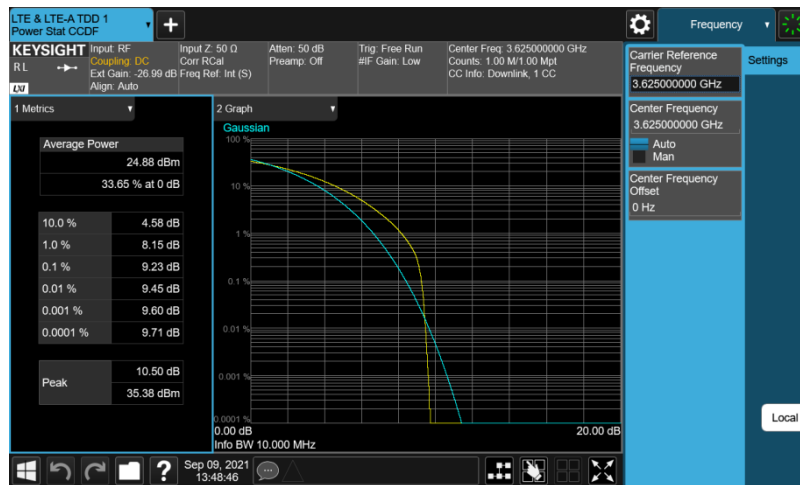 LTE & LTE-A TDD 1
Power Stat CCDF
Frequency
KEYSIGHT
RL
LXI
Input: RF
Coupling: DC
Ext Gain: -26.99 dB
Align: Auto
Input Z: 50 Ω
Corr RCal
Freq Ref: Int (S)
Atten: 50 dB
Preamp: Off
Trig: Free Run
#IF Gain: Low
Center Freq: 3.625000000 GHz
Counts: 1.00 M/1.00 Mpt
CC Info: Downlink, 1 CC
1 Metrics
Average Power
24.88 dBm
33.65 % at 0 dB
10.0 % 4.58 dB
1.0 % 8.15 dB
0.1 % 9.23 dB
0.01 % 9.45 dB
0.001 % 9.60 dB
0.0001 % 9.71 dB
Peak
10.50 dB
35.38 dBm
2 Graph
Gaussian
100 %
10 %
1 %
0.1 %
0.01 %
0.001 %
0.0001 %
0.00 dB 20.00 dB
Info BW 10.000 MHz
Carrier Reference
Frequency
3.625000000 GHz
Center Frequency
3.625000000 GHz
Auto
Man
Center Frequency
Offset
0 Hz
Settings
Local
?
Sep 09, 2021
13:48:46